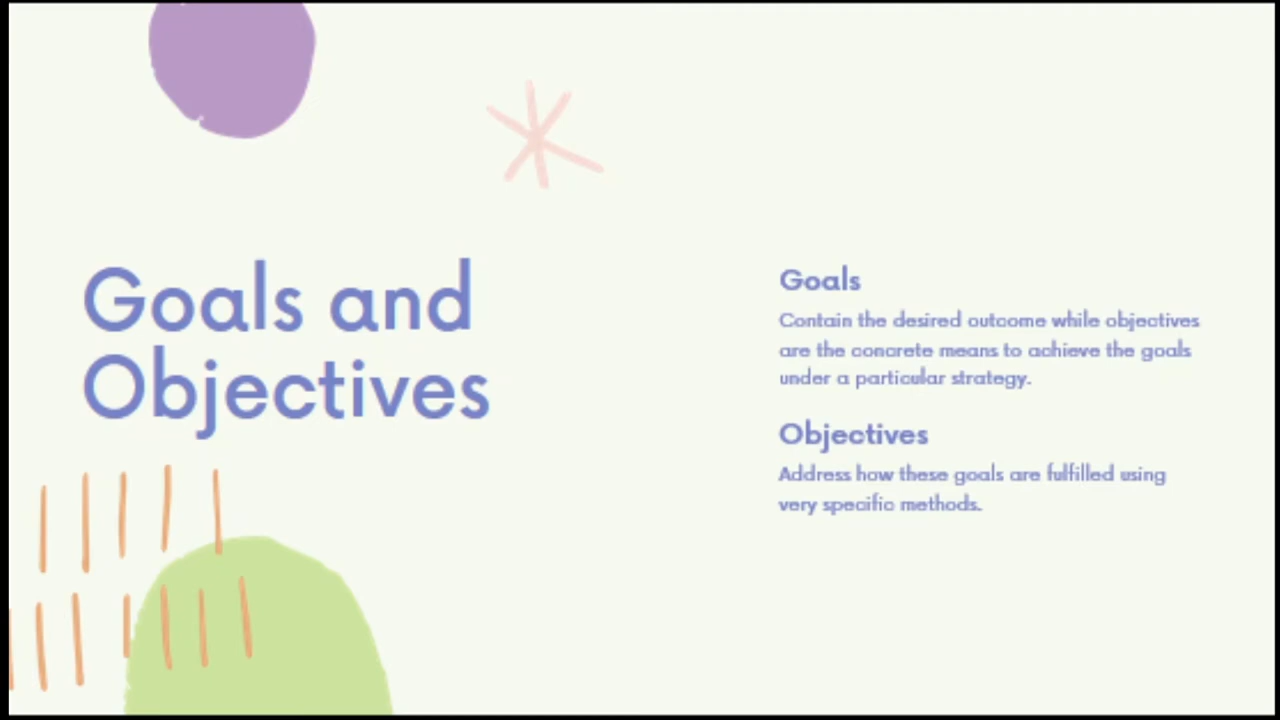 Goals and
Objectives
Goals
Contain the desired outcome while objectives
are the concrete means to achieve the goals
under a particular strategy.
Objectives
Address how these goals are fulfilled using
very specific methods.